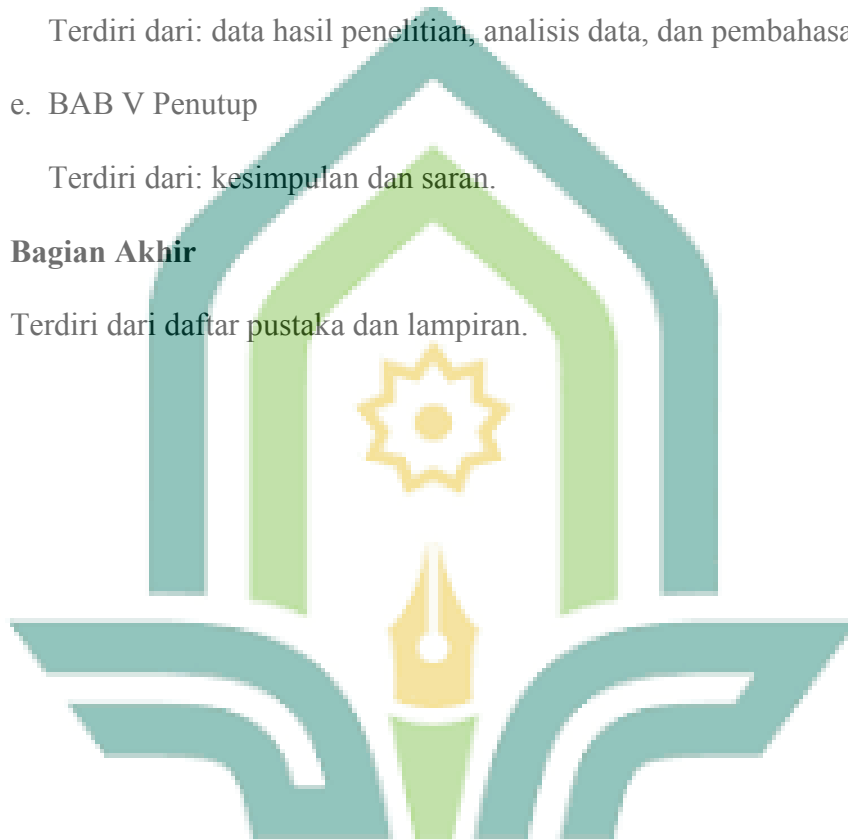 Terdiri dari: data hasil penelitian, analisis data, dan pembahasa
e. BAB V Penutup
Terdiri dari: kesimpulan dan saran.
Bagian Akhir
Terdiri dari daftar pustaka dan lampiran.